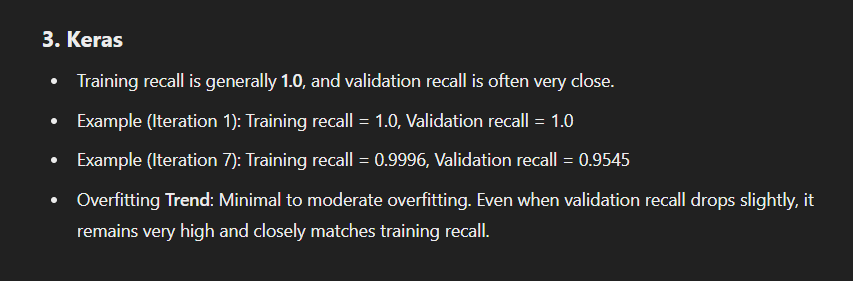 3. Keras
• Training recall is generally 1.0, and validation recall is often very close.
• Example (Iteration 1): Training recall = 1.0, Validation recall = 1.0
• Example (Iteration 7): Training recall = 0.9996, Validation recall = 0.9545
• Overfitting Trend: Minimal to moderate overfitting. Even when validation recall drops slightly, it
remains very high and closely matches training recall.